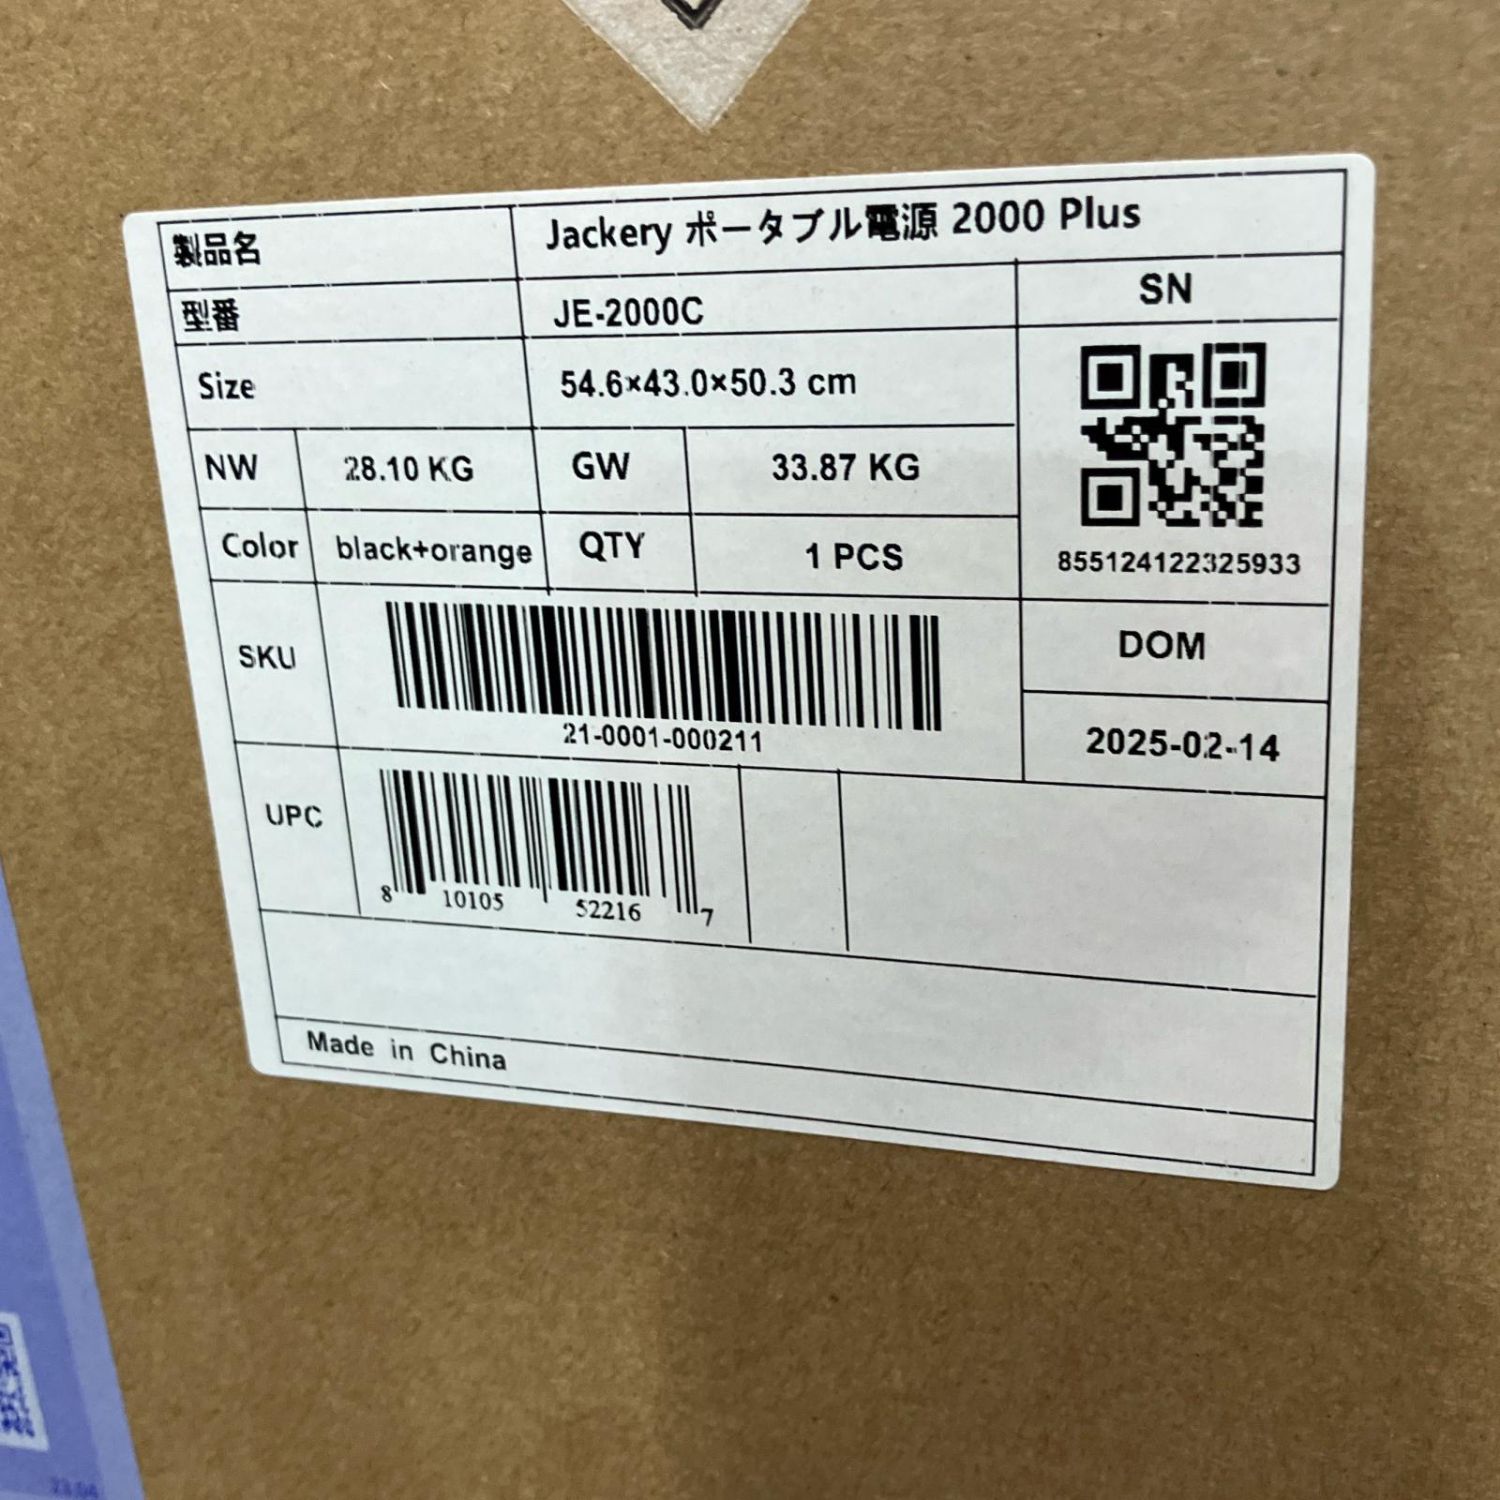 製品名 Jackery ポータブル電源 2000 Plus
型番 JE-2000C SN
Size 54.6×43.0×50.3 cm
NW 28.10 KG GW 33.87 KG
855124122325933
Color black+orange QTY 1 PCS
SKU 21-0001-000211
DOM
2025-02-14
UPC 8 10105 52216 7
Made in China